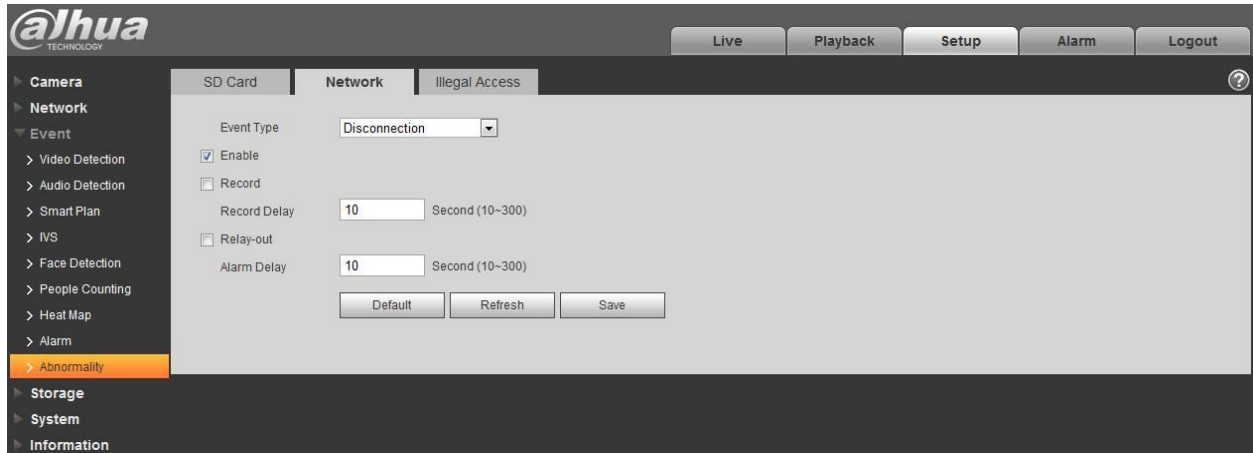 alhua
TECHNOLOGY
Live Playback Setup Alarm Logout
Camera
Network
Event
Video Detection
Audio Detection
Smart Plan
IVS
Face Detection
People Counting
Heat Map
Alarm
Abnormality
Storage
System
Information
SD Card Network Illegal Access ?
Event Type Disconnection
Enable
Record
Record Delay 10 Second (10~300)
Relay-out
Alarm Delay 10 Second (10~300)
Default Refresh Save